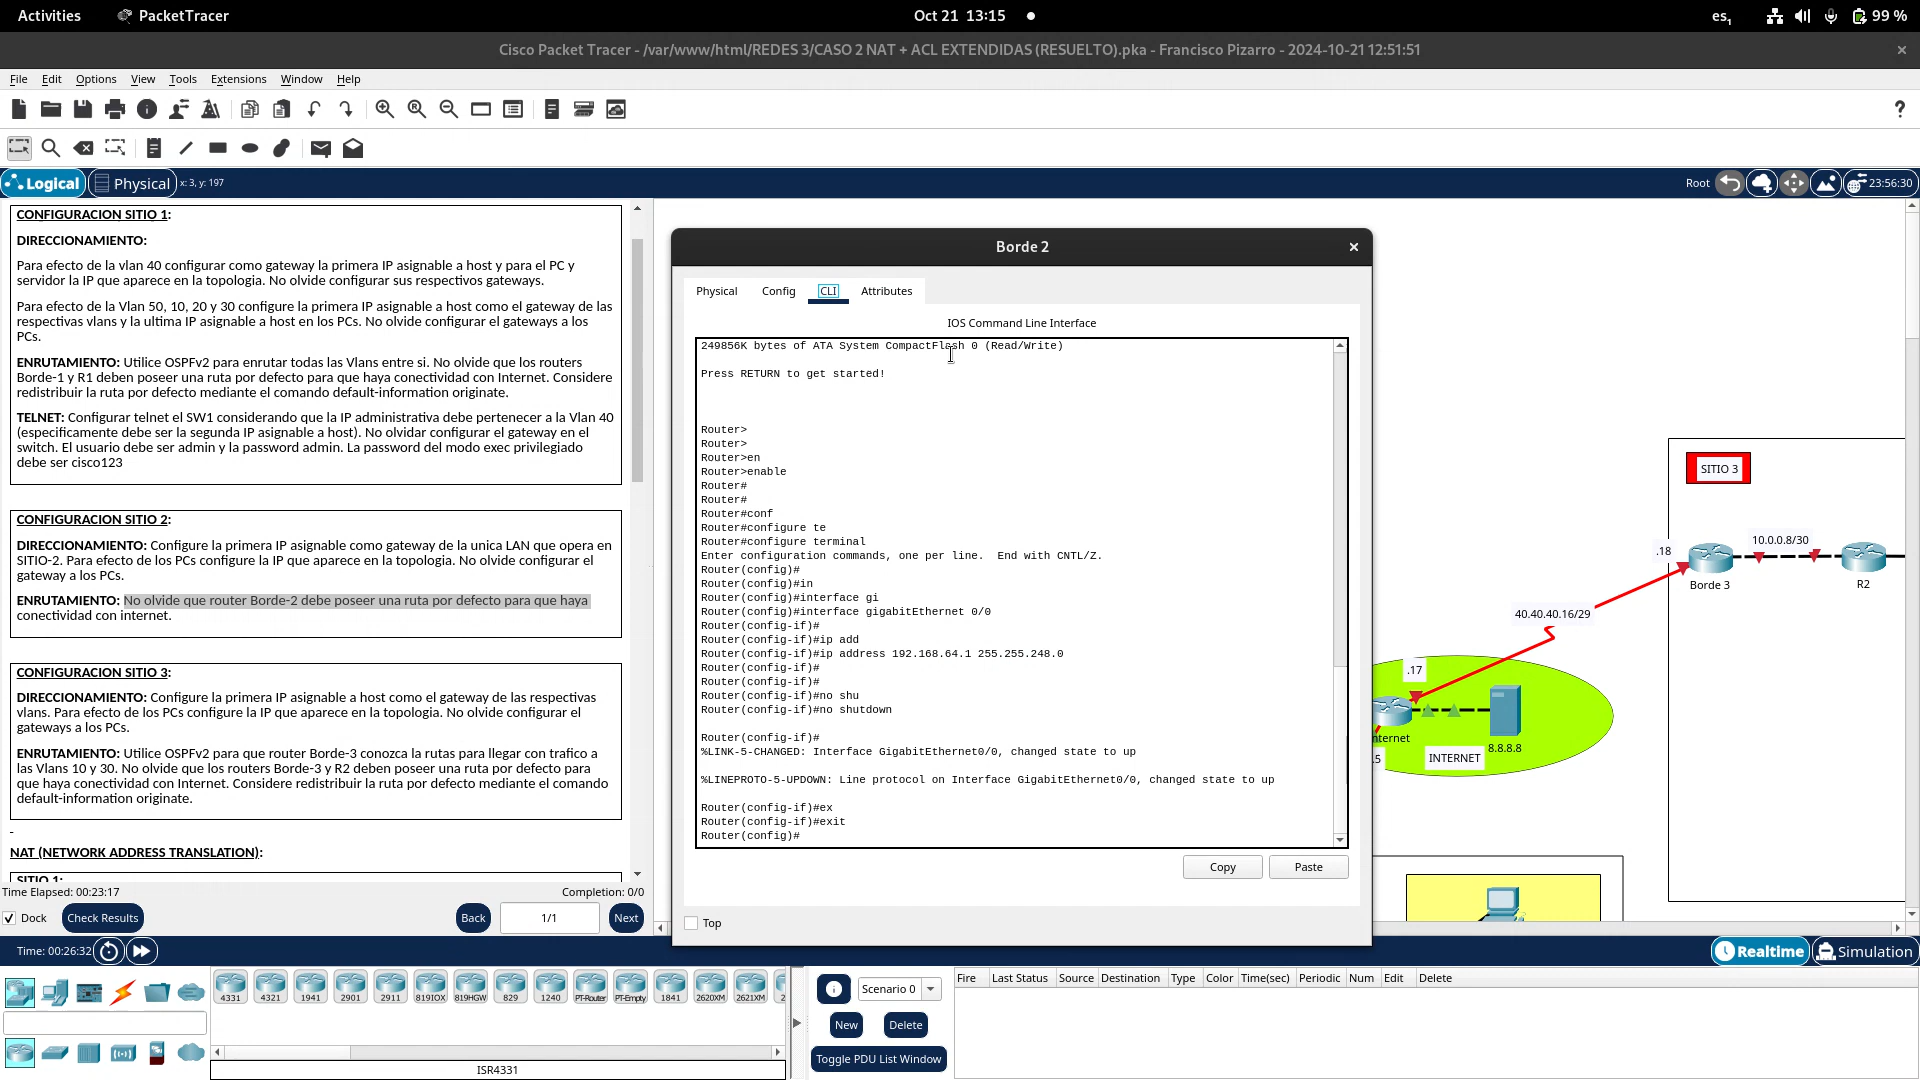 Activities
PacketTracer
Oct 21 13:15
es1
99 %
Cisco Packet Tracer - /var/www/html/REDES 3/CASO 2 NAT + ACL EXTENDIDAS (RESUELTO).pka - Francisco Pizarro - 2024-10-21 12:51:51
File Edit Options View Tools Extensions Window Help
Logical
Physical
x: 3, y: 197
Root
23:56:30
CONFIGURACION SITIO 1:
DIRECCIONAMIENTO:
Para efecto de la vlan 40 configurar como gateway la primera IP asignable a host y para el PC y
servidor la IP que aparece en la topologia. No olvide configurar sus respectivos gateways.
Para efecto de la Vlan 50, 10, 20 y 30 configure la primera IP asignable a host como el gateway de las
respectivas vlans y la ultima IP asignable a host en los PCs. No olvide configurar el gateways a los
PCs.
ENRUTAMIENTO: Utilice OSPFv2 para enrutar todas las Vlans entre si. No olvide que los routers
Borde-1 y R1 deben poseer una ruta por defecto para que haya conectividad con Internet. Considere
redistribuir la ruta por defecto mediante el comando default-information originate.
TELNET: Configurar telnet el SW1 considerando que la IP administrativa debe pertenecer a la Vlan 40
(especificamente debe ser la segunda IP asignable a host). No olvidar configurar el gateway en el
switch. El usuario debe ser admin y la password admin. La password del modo exec privilegiado
debe ser cisco123
CONFIGURACION SITIO 2:
DIRECCIONAMIENTO: Configure la primera IP asignable como gateway de la unica LAN que opera en
SITIO-2. Para efecto de los PCs configure la IP que aparece en la topologia. No olvide configurar el
gateway a los PCs.
ENRUTAMIENTO: No olvide que router Borde-2 debe poseer una ruta por defecto para que haya
conectividad con internet.
CONFIGURACION SITIO 3:
DIRECCIONAMIENTO: Configure la primera IP asignable a host como el gateway de las respectivas
vlans. Para efecto de los PCs configure la IP que aparece en la topologia. No olvide configurar el
gateways a los PCs.
ENRUTAMIENTO: Utilice OSPFv2 para que router Borde-3 conozca la rutas para llegar con trafico a
las Vlans 10 y 30. No olvide que los routers Borde-3 y R2 deben poseer una ruta por defecto para
que haya conectividad con Internet. Considere redistribuir la ruta por defecto mediante el comando
default-information originate.
NAT (NETWORK ADDRESS TRANSLATION):
SITIO 1:
Time Elapsed: 00:23:17
Completion: 0/0
Dock
Check Results
Back
1/1
Next
Borde 2
Physical Config CLI Attributes
IOS Command Line Interface
249856K bytes of ATA System CompactFlash 0 (Read/Write)
Press RETURN to get started!
Router>
Router>
Router>en
Router>enable
Router#
Router#
Router#conf
Router#configure te
Router#configure terminal
Enter configuration commands, one per line.  End with CNTL/Z.
Router(config)#
Router(config)#in
Router(config)#interface gi
Router(config)#interface gigabitEthernet 0/0
Router(config-if)#
Router(config-if)#ip add
Router(config-if)#ip address 192.168.64.1 255.255.248.0
Router(config-if)#
Router(config-if)#
Router(config-if)#no shu
Router(config-if)#no shutdown
Router(config-if)#
%LINK-5-CHANGED: Interface GigabitEthernet0/0, changed state to up
%LINEPROTO-5-UPDOWN: Line protocol on Interface GigabitEthernet0/0, changed state to up
Router(config-if)#ex
Router(config-if)#exit
Router(config)#
Copy
Paste
Top
SITIO 3
.18
10.0.0.8/30
Borde 3
R2
40.40.40.16/29
.17
nternet
8.8.8.8
.5
INTERNET
Time: 00:26:32
Realtime
Simulation
4331 4321 1941 2901 2911 819IOX 819HGW 829 1240 PT-Router PT-Empty 1841 2620XM 2621XM 2
ISR4331
Scenario 0
New
Delete
Toggle PDU List Window
Fire Last Status Source Destination Type Color Time(sec) Periodic Num Edit Delete